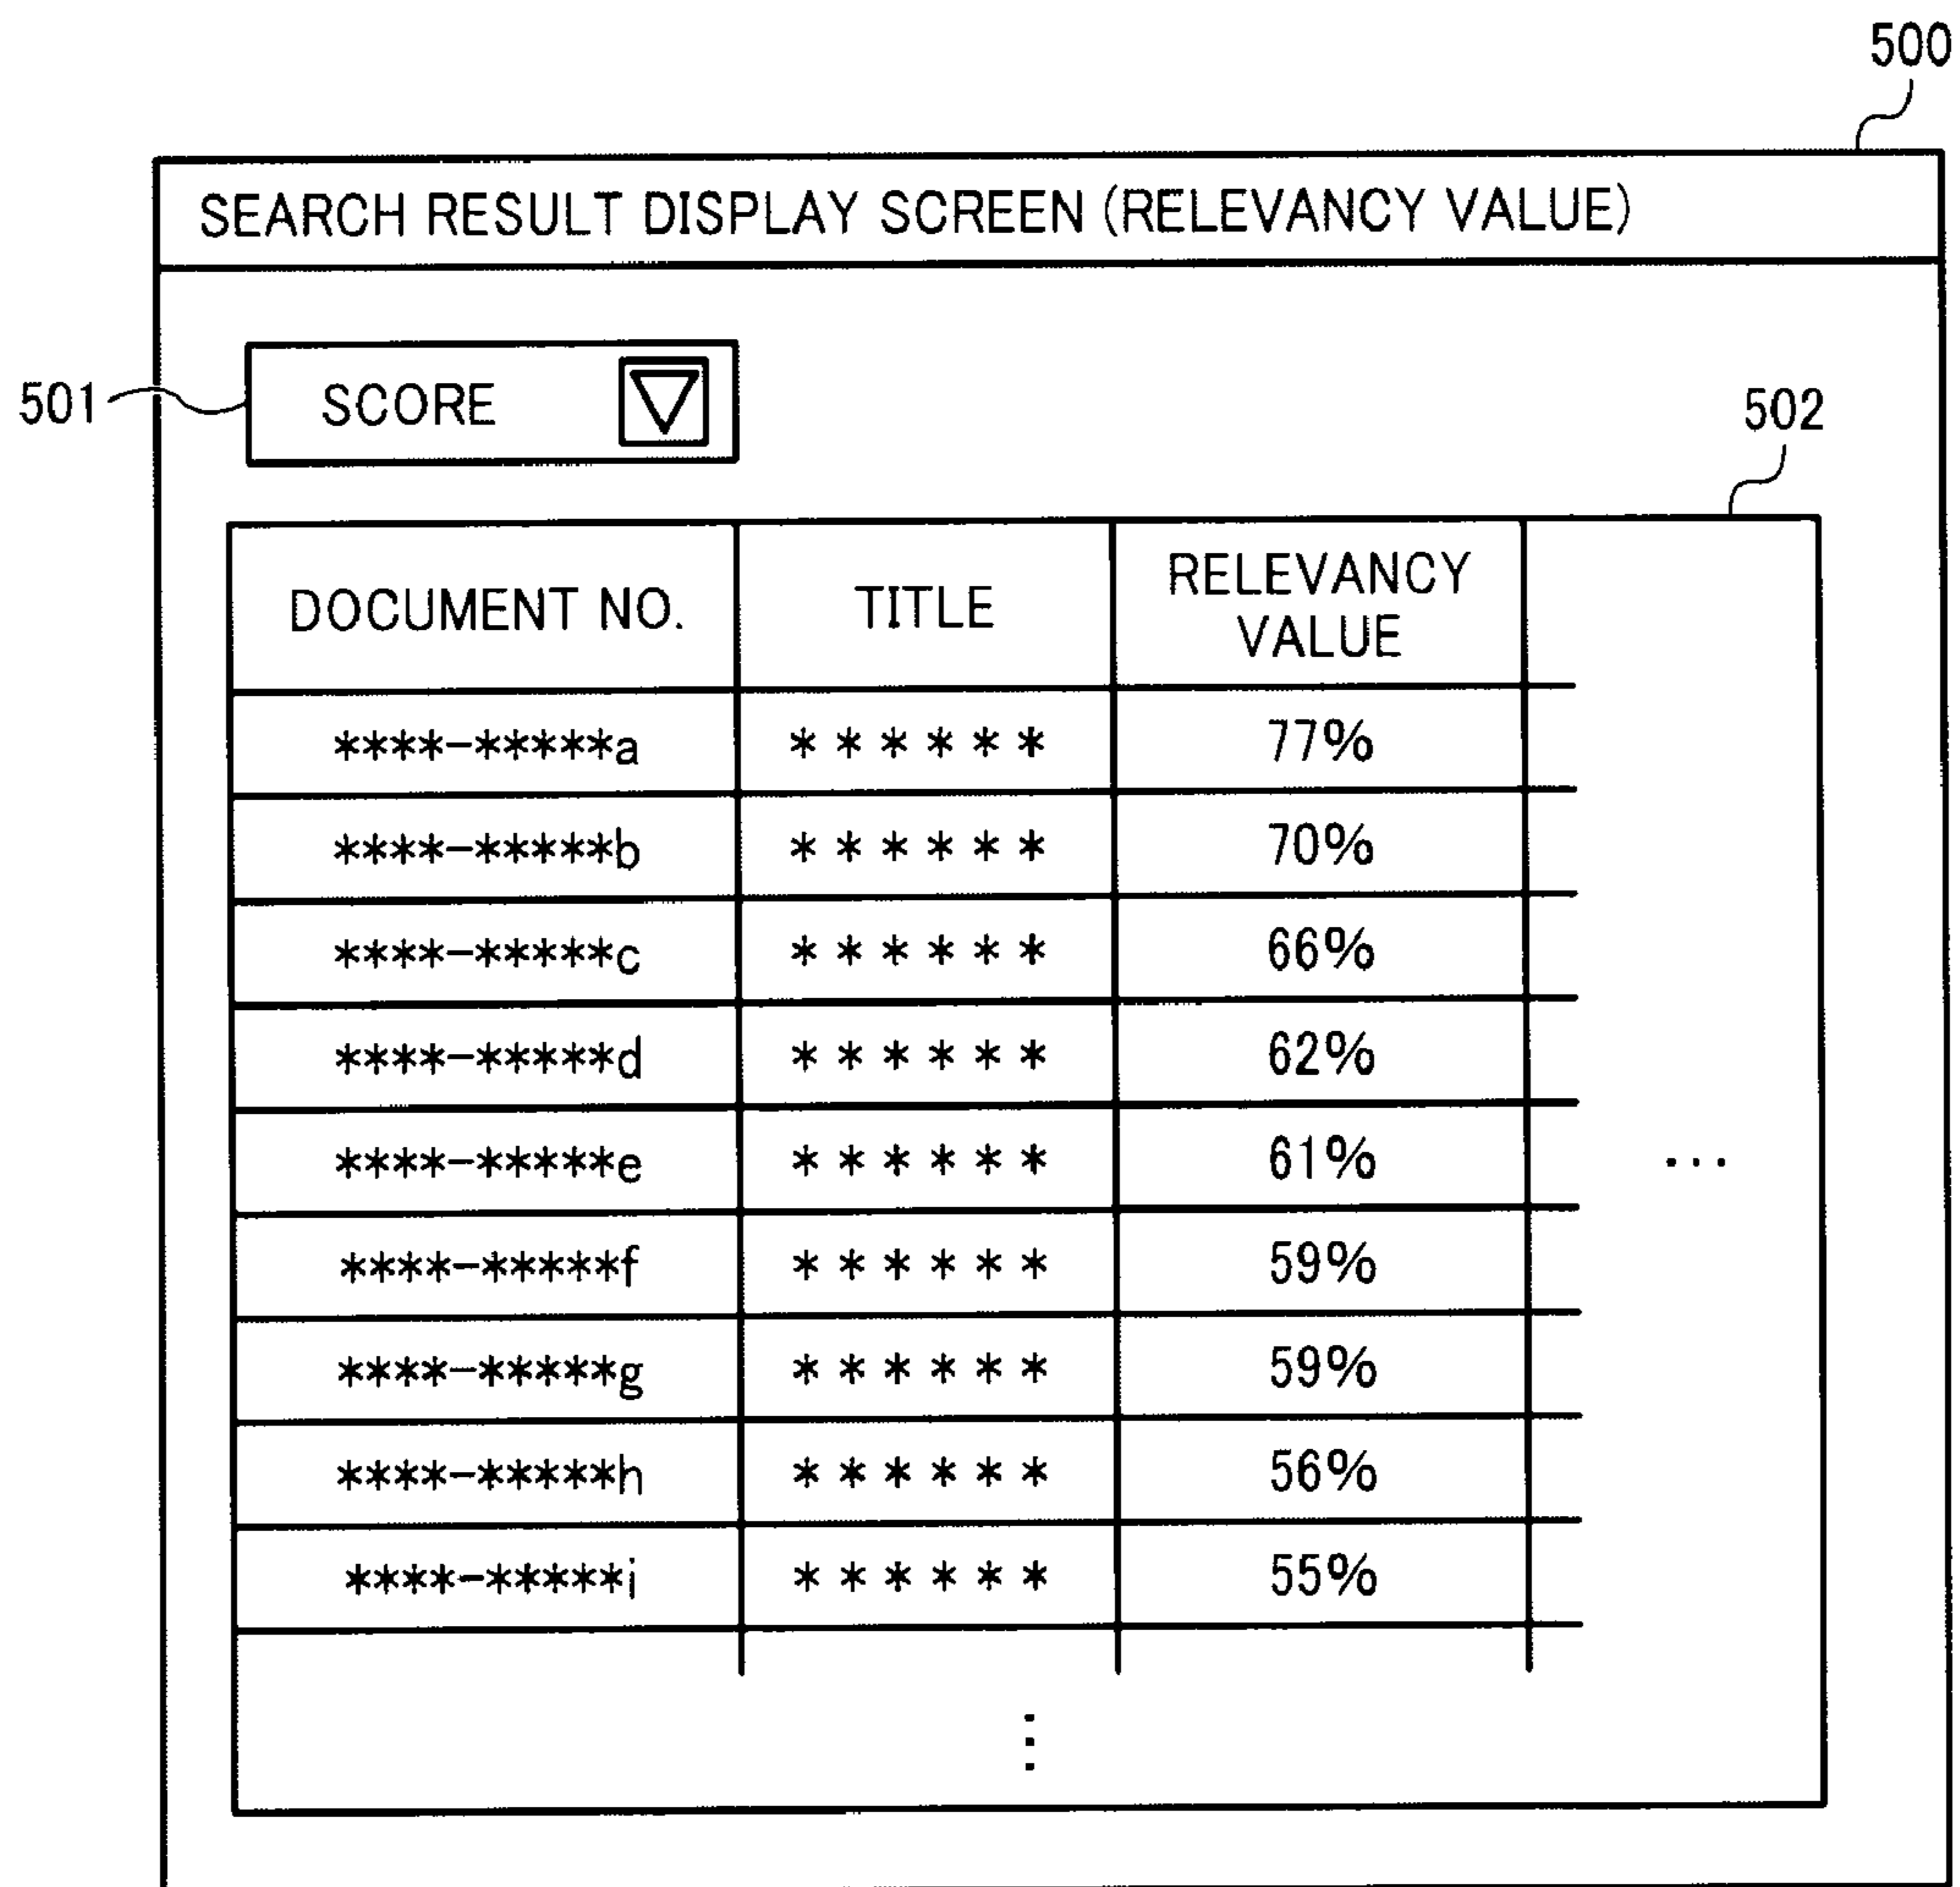 500
SEARCH RESULT DISPLAY SCREEN (RELEVANCY VALUE)
501
SCORE
502
DOCUMENT NO. TITLE RELEVANCY VALUE
****-*****a * * * * * * 77%
****-*****b * * * * * * 70%
****-*****c * * * * * * 66%
****-*****d * * * * * * 62%
****-*****e * * * * * * 61% ...
****-*****f * * * * * * 59%
****-*****g * * * * * * 59%
****-*****h * * * * * * 56%
****-*****i * * * * * * 55%